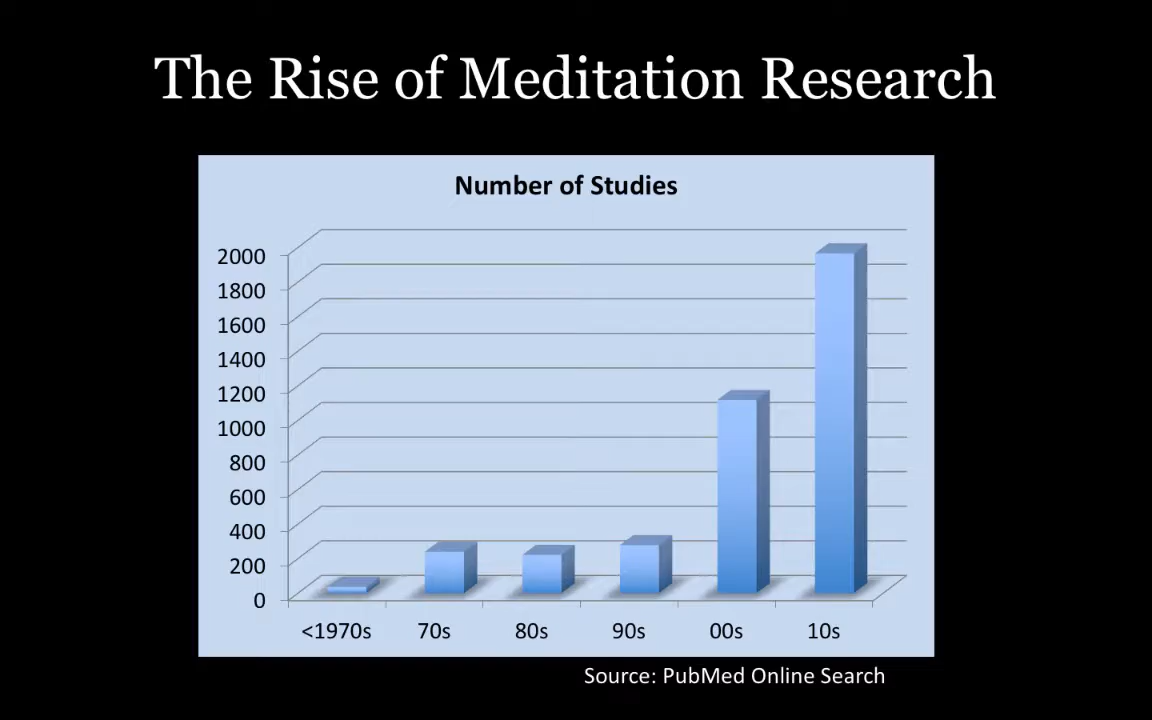 The Rise of Meditation Research
Number of Studies
2000
1800
1600
1400
1200
1000
800
600
400
200
0
<1970s 70s 80s 90s 00s 10s
Source: PubMed Online Search